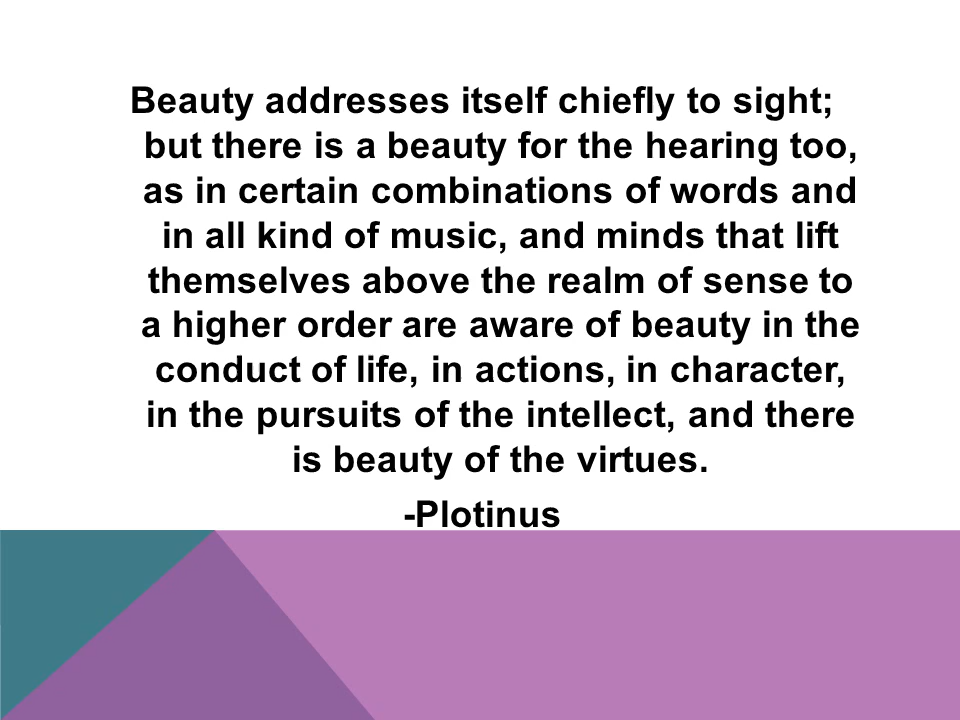 Beauty addresses itself chiefly to sight;
but there is a beauty for the hearing too,
as in certain combinations of words and
in all kind of music, and minds that lift
themselves above the realm of sense to
a higher order are aware of beauty in the
conduct of life, in actions, in character,
in the pursuits of the intellect, and there
is beauty of the virtues.
-Plotinus